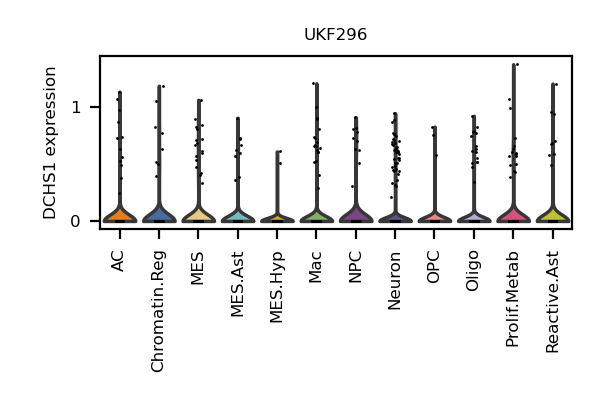 UKF296
DCHS1 expression
1
0
AC
Chromatin.Reg
MES
MES.Ast
MES.Hyp
Mac
NPC
Neuron
OPC
Oligo
Prolif.Metab
Reactive.Ast